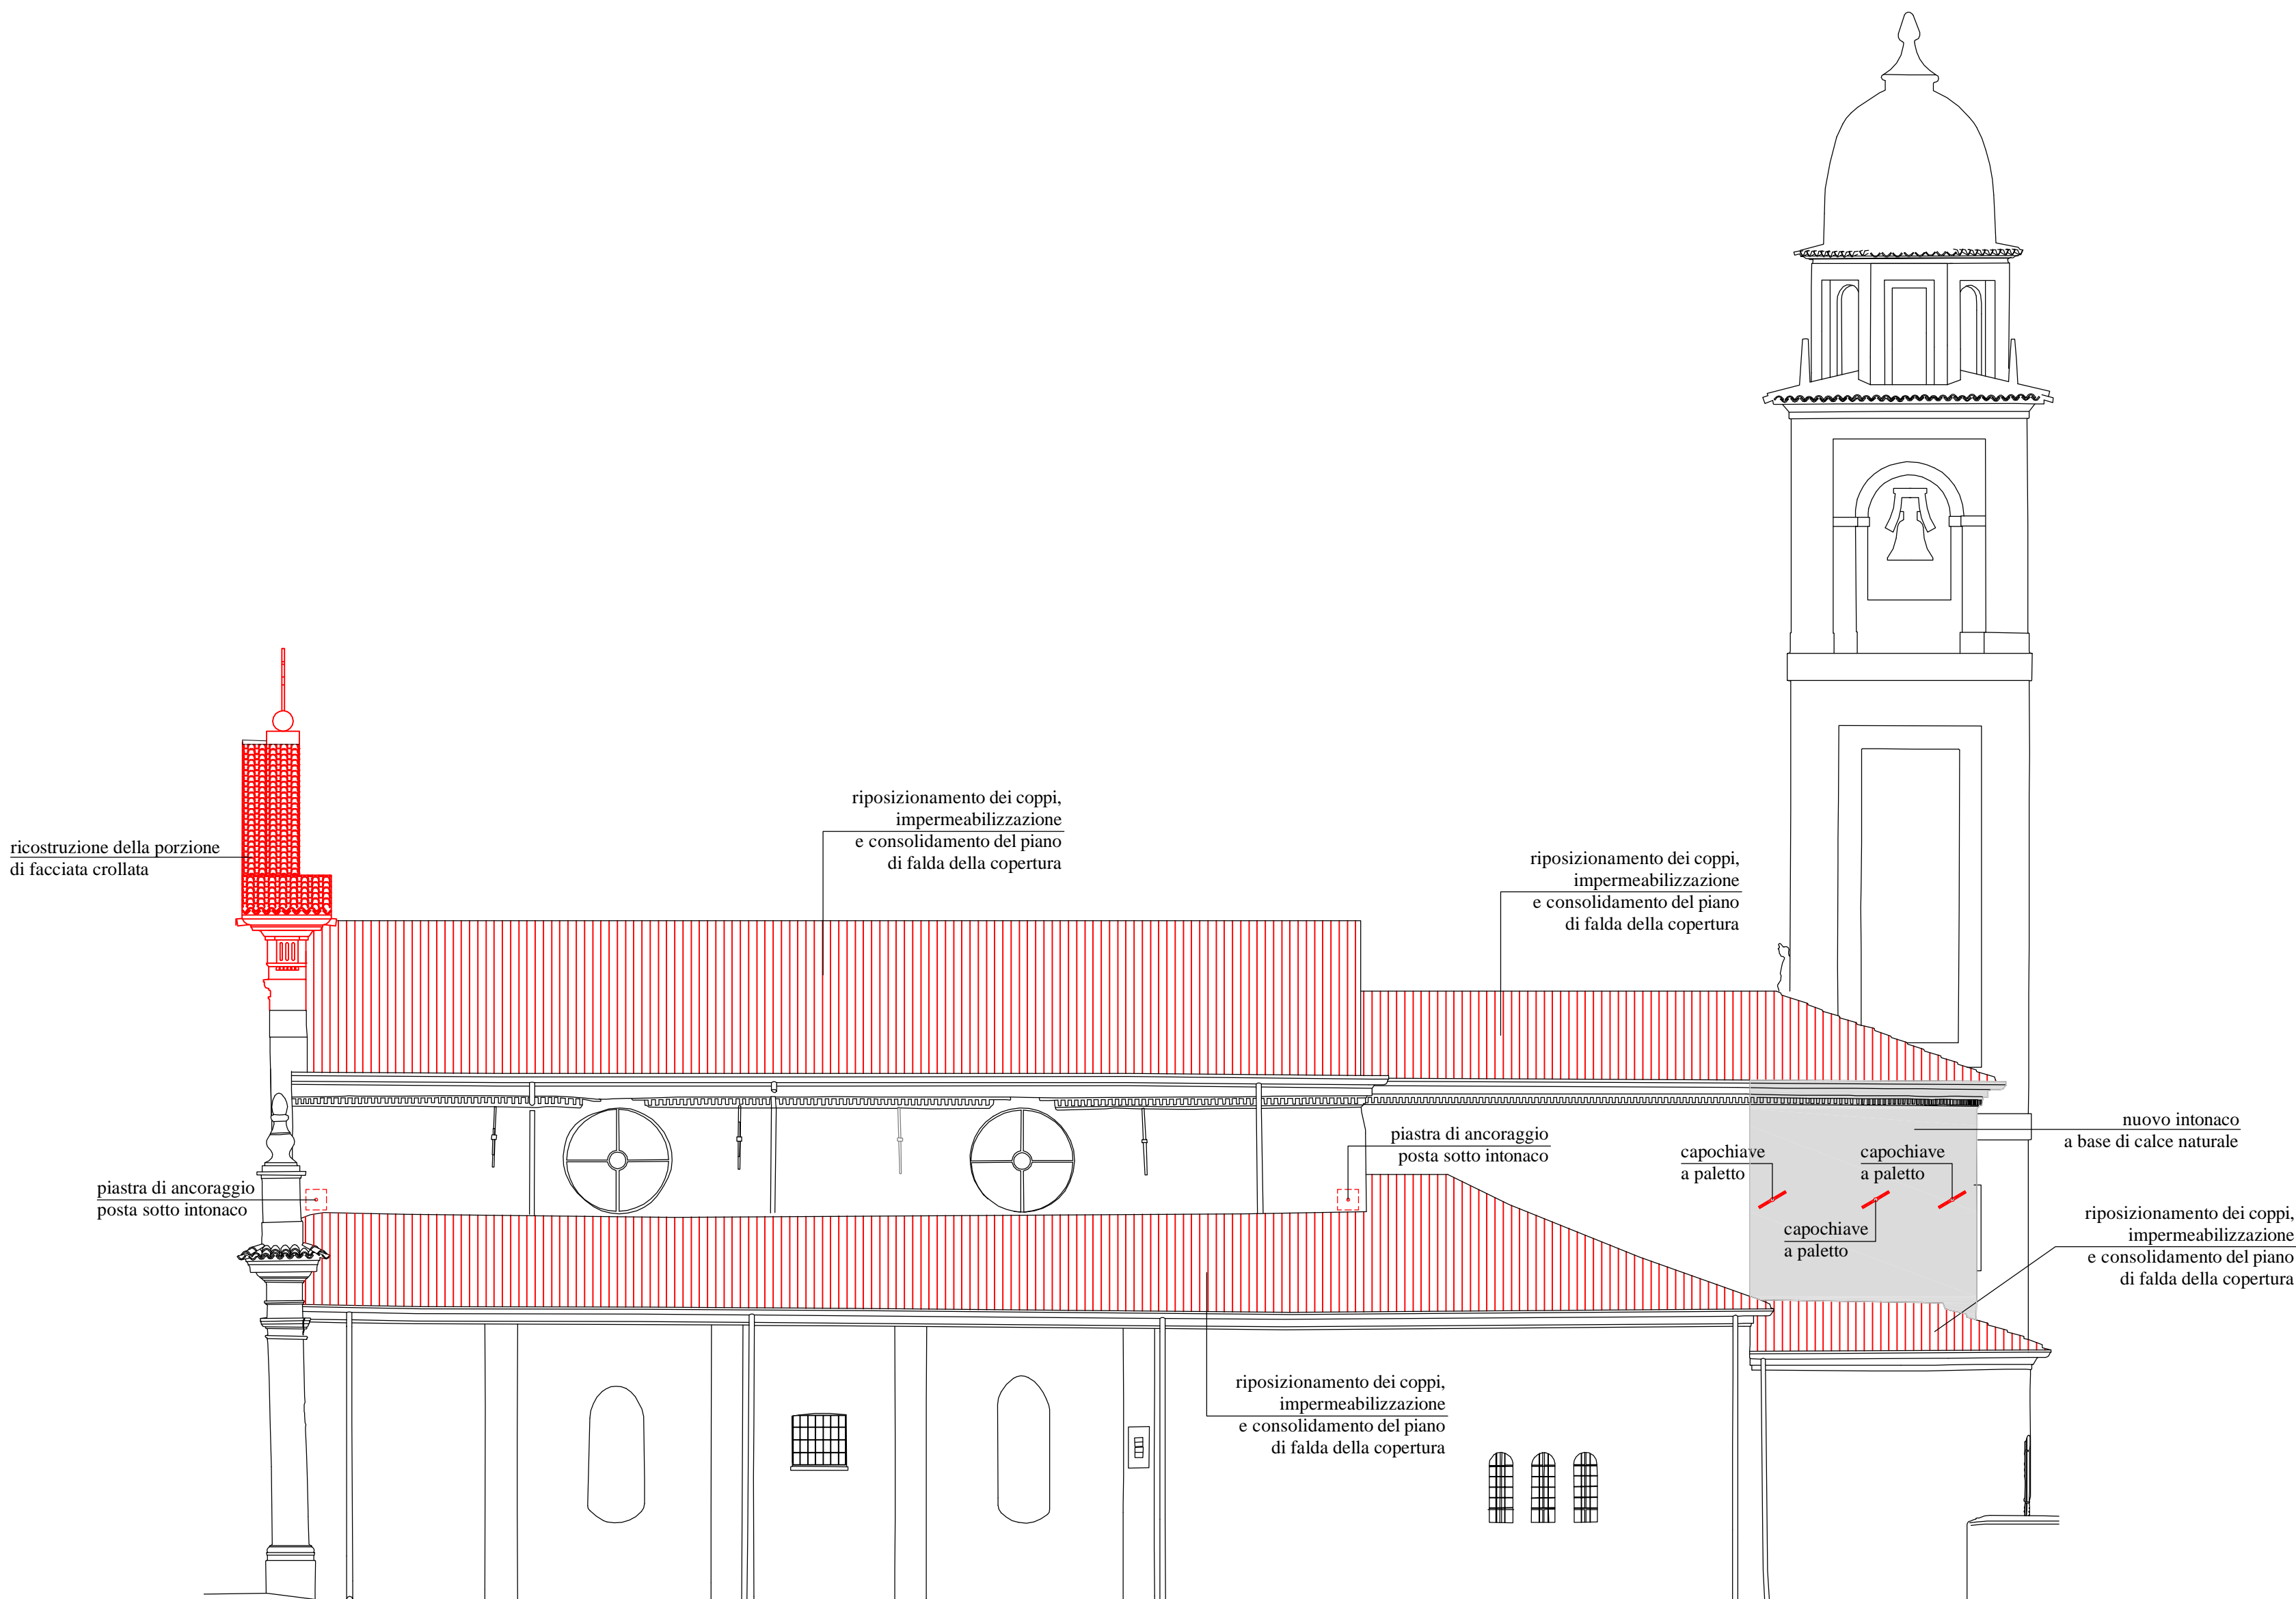 riposizionamento dei coppi,
impermeabilizzazione
e consolidamento del piano
di falda della copertura
ricostruzione della porzione
di facciata crollata
riposizionamento dei coppi,
impermeabilizzazione
e consolidamento del piano
di falda della copertura
nuovo intonaco
a base di calce naturale
piastra di ancoraggio
posta sotto intonaco
capochiave
a paletto
capochiave
a paletto
piastra di ancoraggio
posta sotto intonaco
capochiave
a paletto
riposizionamento dei coppi,
impermeabilizzazione
e consolidamento del piano
di falda della copertura
riposizionamento dei coppi,
impermeabilizzazione
e consolidamento del piano
di falda della copertura